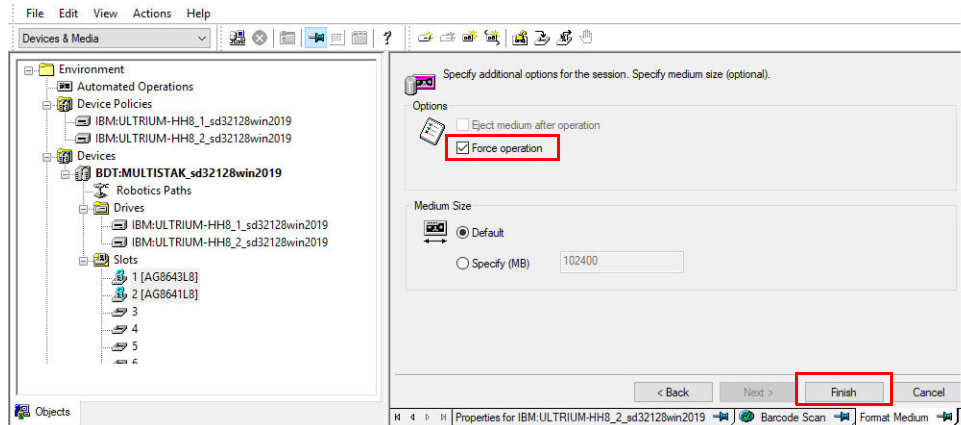 File Edit View Actions Help
Devices & Media
Environment
Automated Operations
Device Policies
IBM:ULTRIUM-HH8_1_sd32128win2019
IBM:ULTRIUM-HH8_2_sd32128win2019
Devices
BDT:MULTISTAK_sd32128win2019
Robotics Paths
Drives
IBM:ULTRIUM-HH8_1_sd32128win2019
IBM:ULTRIUM-HH8_2_sd32128win2019
Slots
1 [AG8643L8]
2 [AG8641L8]
3
4
5
6
Objects
Specify additional options for the session. Specify medium size (optional).
Options
Eject medium after operation
Force operation
Medium Size
Default
Specify (MB) 102400
< Back Next > Finish Cancel
Properties for IBM:ULTRIUM-HH8_2_sd32128win2019 Barcode Scan Format Medium